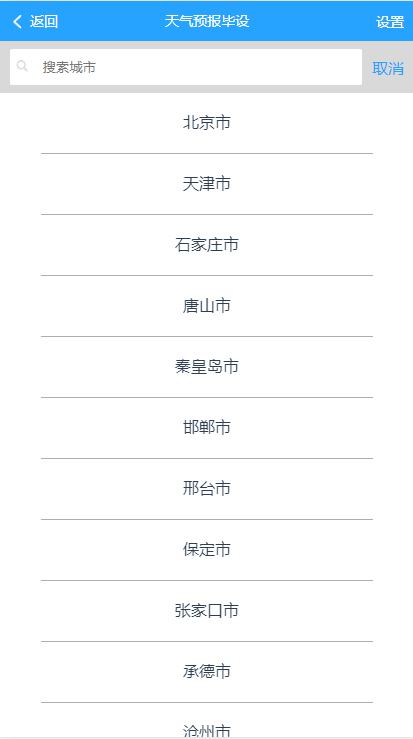 返回 天气预报毕设 设置
搜索城市 取消
北京市
天津市
石家庄市
唐山市
秦皇岛市
邯郸市
邢台市
保定市
张家口市
承德市
沧州市